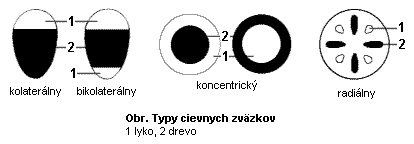 1
2
1
2
1
1
2
kolaterálny bikolaterálny koncentrický radiálny
Obr. Typy cievnych zväzkov
1 lyko, 2 drevo